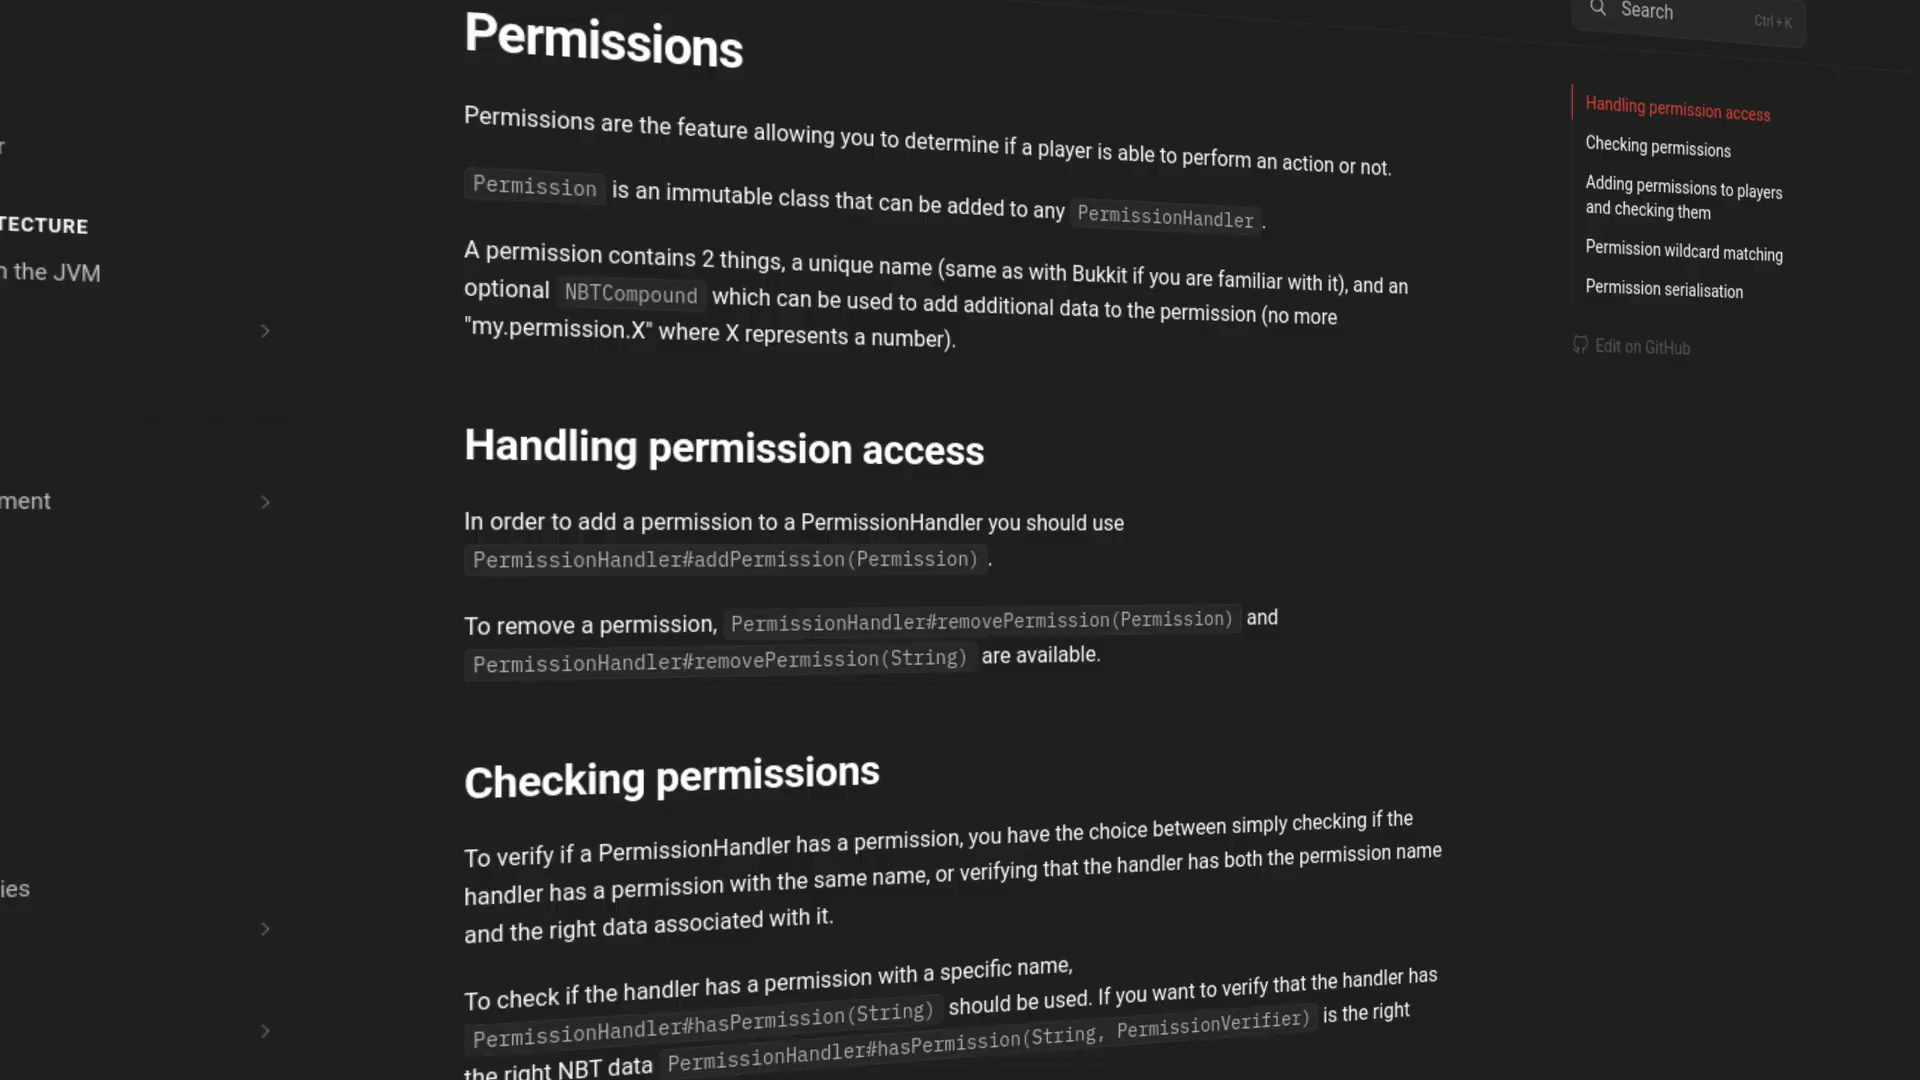 Permissions
Permissions are the feature allowing you to determine if a player is able to perform an action or not.
Permission is an immutable class that can be added to any PermissionHandler.
A permission contains 2 things, a unique name (same as with Bukkit if you are familiar with it), and an
optional NBTCompound which can be used to add additional data to the permission (no more
"my.permission.X" where X represents a number).
Handling permission access
In order to add a permission to a PermissionHandler you should use
PermissionHandler#addPermission(Permission).
To remove a permission, PermissionHandler#removePermission(Permission) and
PermissionHandler#removePermission(String) are available.
Checking permissions
To verify if a PermissionHandler has a permission, you have the choice between simply checking if the
handler has a permission with the same name, or verifying that the handler has both the permission name
and the right data associated with it.
To check if the handler has a permission with a specific name,
PermissionHandler#hasPermission(String) should be used. If you want to verify that the handler has
the right NBT data PermissionHandler#hasPermission(String, PermissionVerifier) is the right
r
TECTURE
n the JVM
ment
ies
Search Ctrl+K
Handling permission access
Checking permissions
Adding permissions to players
and checking them
Permission wildcard matching
Permission serialisation
Edit on GitHub